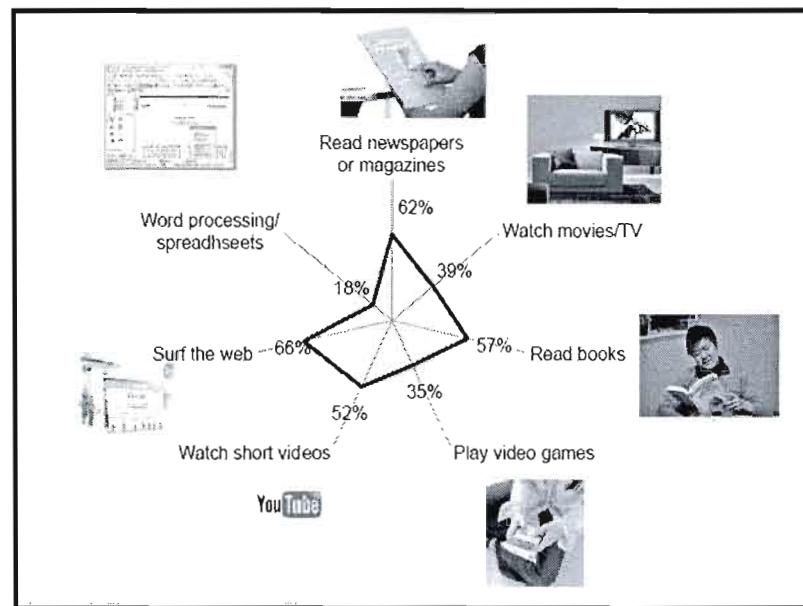 Read newspapers
or magazines
62%
Word processing/
spreadhseets
18%
Watch movies/TV
39%
Surf the web
66%
57%
Read books
52%
35%
Watch short videos
Play video games
YouTube